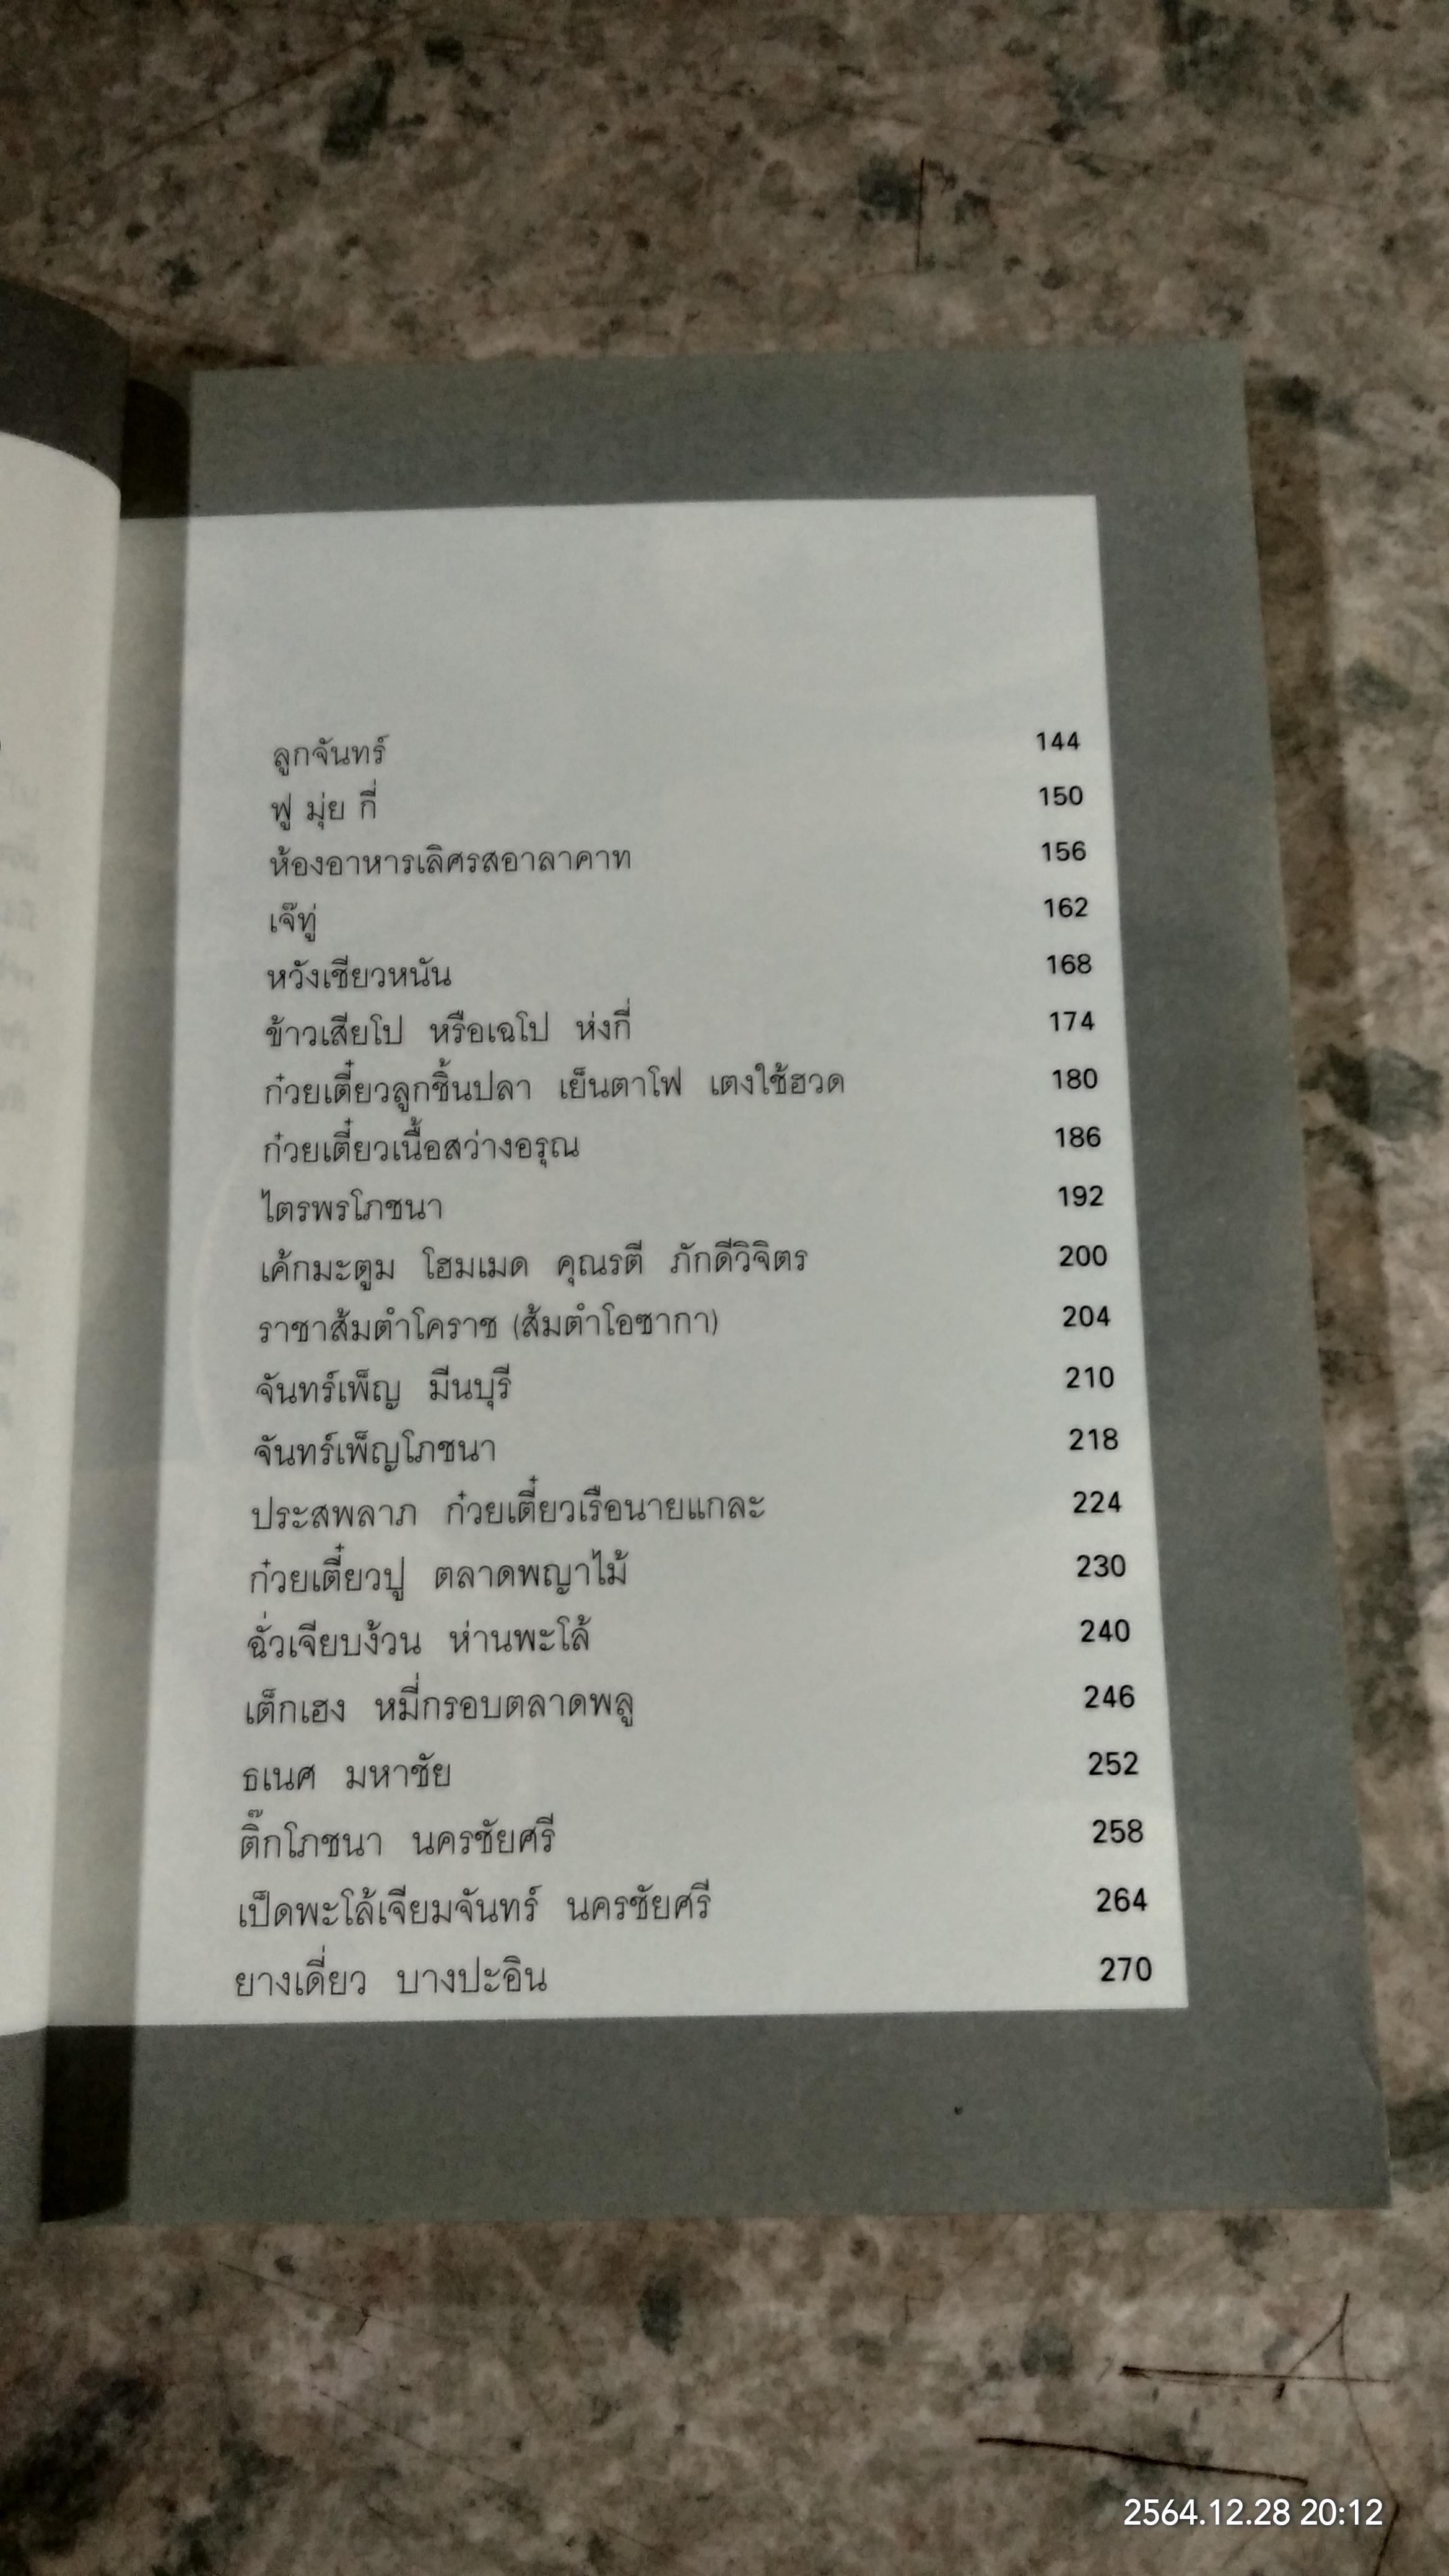 ลูกจันทร์ 144
ฟู มุ่ย กี่ 150
ห้องอาหารเลิศรสอาลาคาท 156
เจ๊ทู่ 162
หวังเชียวหนัน 168
ข้าวเสียโป หรือเฉโป ห่งกี่ 174
ก๋วยเตี๋ยวลูกชิ้นปลา เย็นตาโฟ เตงใช้ฮวด 180
ก๋วยเตี๋ยวเนื้อสว่างอรุณ 186
ไตรพรโภชนา 192
เค้กมะตูม โฮมเมด คุณรตี ภักดีวิจิตร 200
ราชาส้มตำโคราช (ส้มตำโอซากา) 204
จันทร์เพ็ญ มีนบุรี 210
จันทร์เพ็ญโภชนา 218
ประสพลาภ ก๋วยเตี๋ยวเรือนายแกละ 224
ก๋วยเตี๋ยวปู ตลาดพญาไม้ 230
ฉั่วเจียบง้วน ห่านพะโล้ 240
เต็กเฮง หมี่กรอบตลาดพลู 246
ธเนศ มหาชัย 252
ติ๊กโภชนา นครชัยศรี 258
เป็ดพะโล้เจียมจันทร์ นครชัยศรี 264
ยางเดี่ยว บางปะอิน 270
2564.12.28 20:12